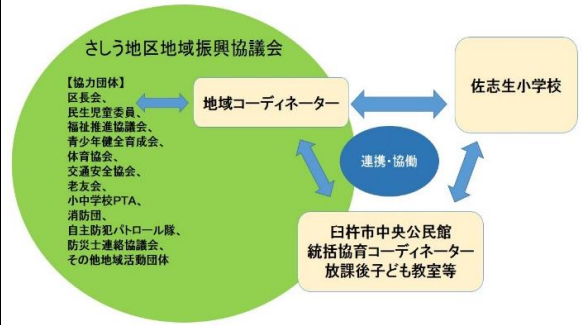 さしう地区地域振興協議会
【協力団体】
区長会、
民生児童委員、
福祉推進協議会、
青少年健全育成会、
体育協会、
交通安全協会、
老友会、
小中学校PTA、
消防団、
自主防犯パトロール隊、
防災士連絡協議会、
その他地域活動団体
地域コーディネーター
佐志生小学校
連携・協働
臼杵市中央公民館
統括協育コーディネーター
放課後子ども教室等